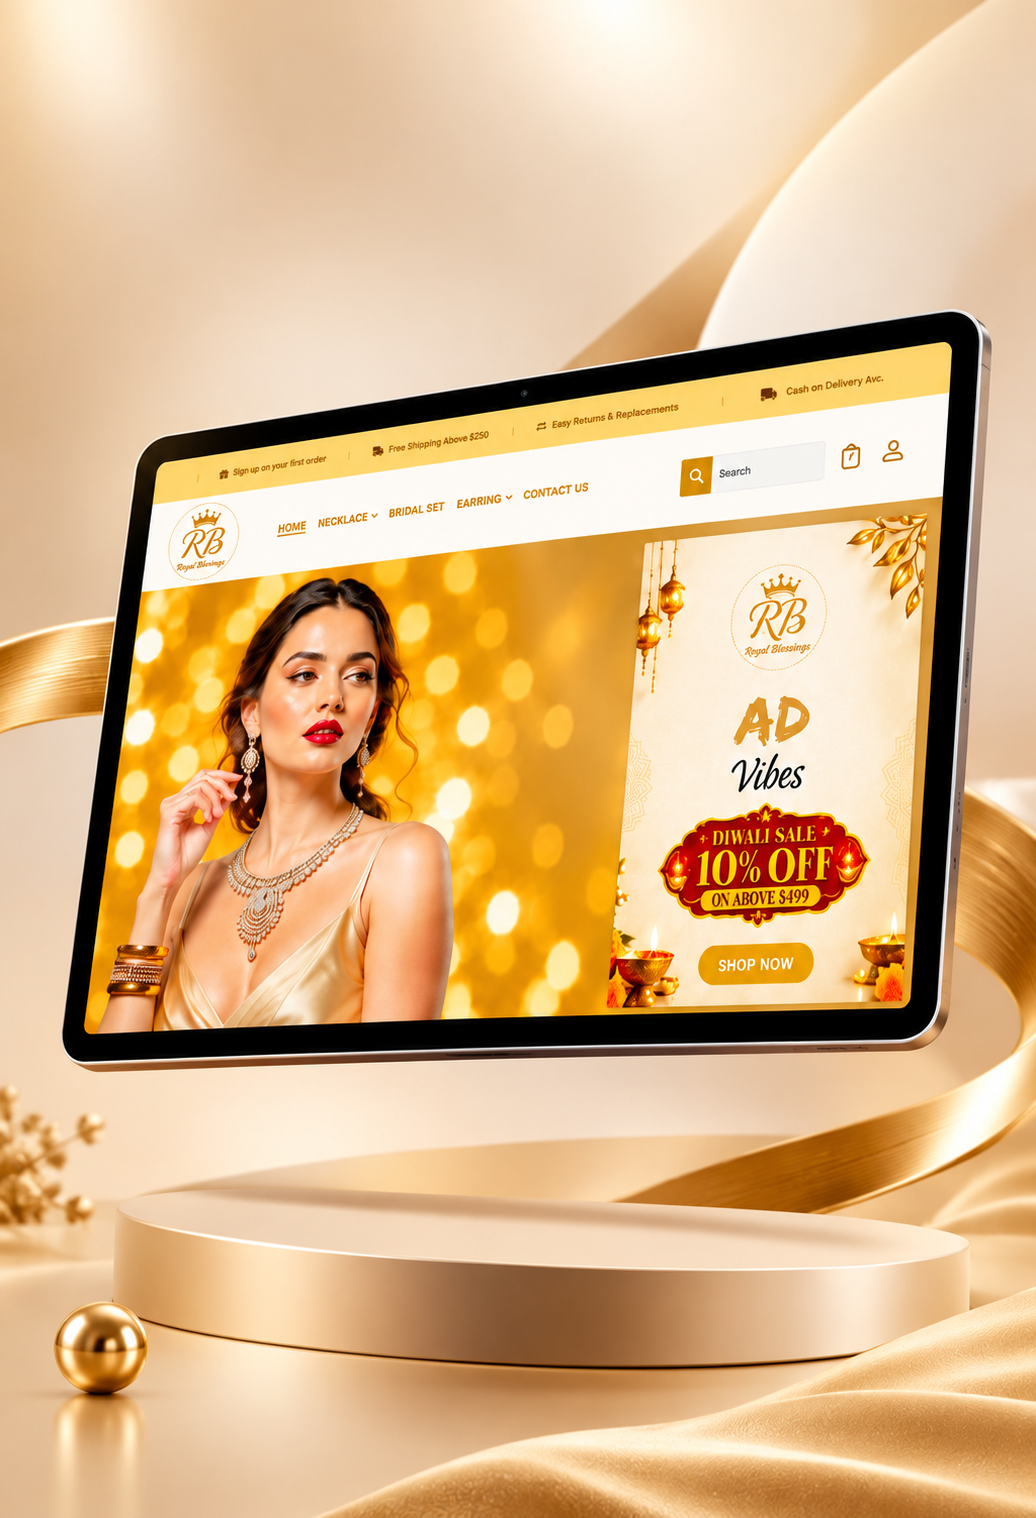 Sign up on your first order
Free Shipping Above $250
Easy Returns & Replacements
Cash on Delivery Avc.
RB
Royal Blessings
HOME
NECKLACE
BRIDAL SET
EARRING
CONTACT US
Search
RB
Royal Blessings
AD
Vibes
DIWALI SALE
10% OFF
ON ABOVE $499
SHOP NOW